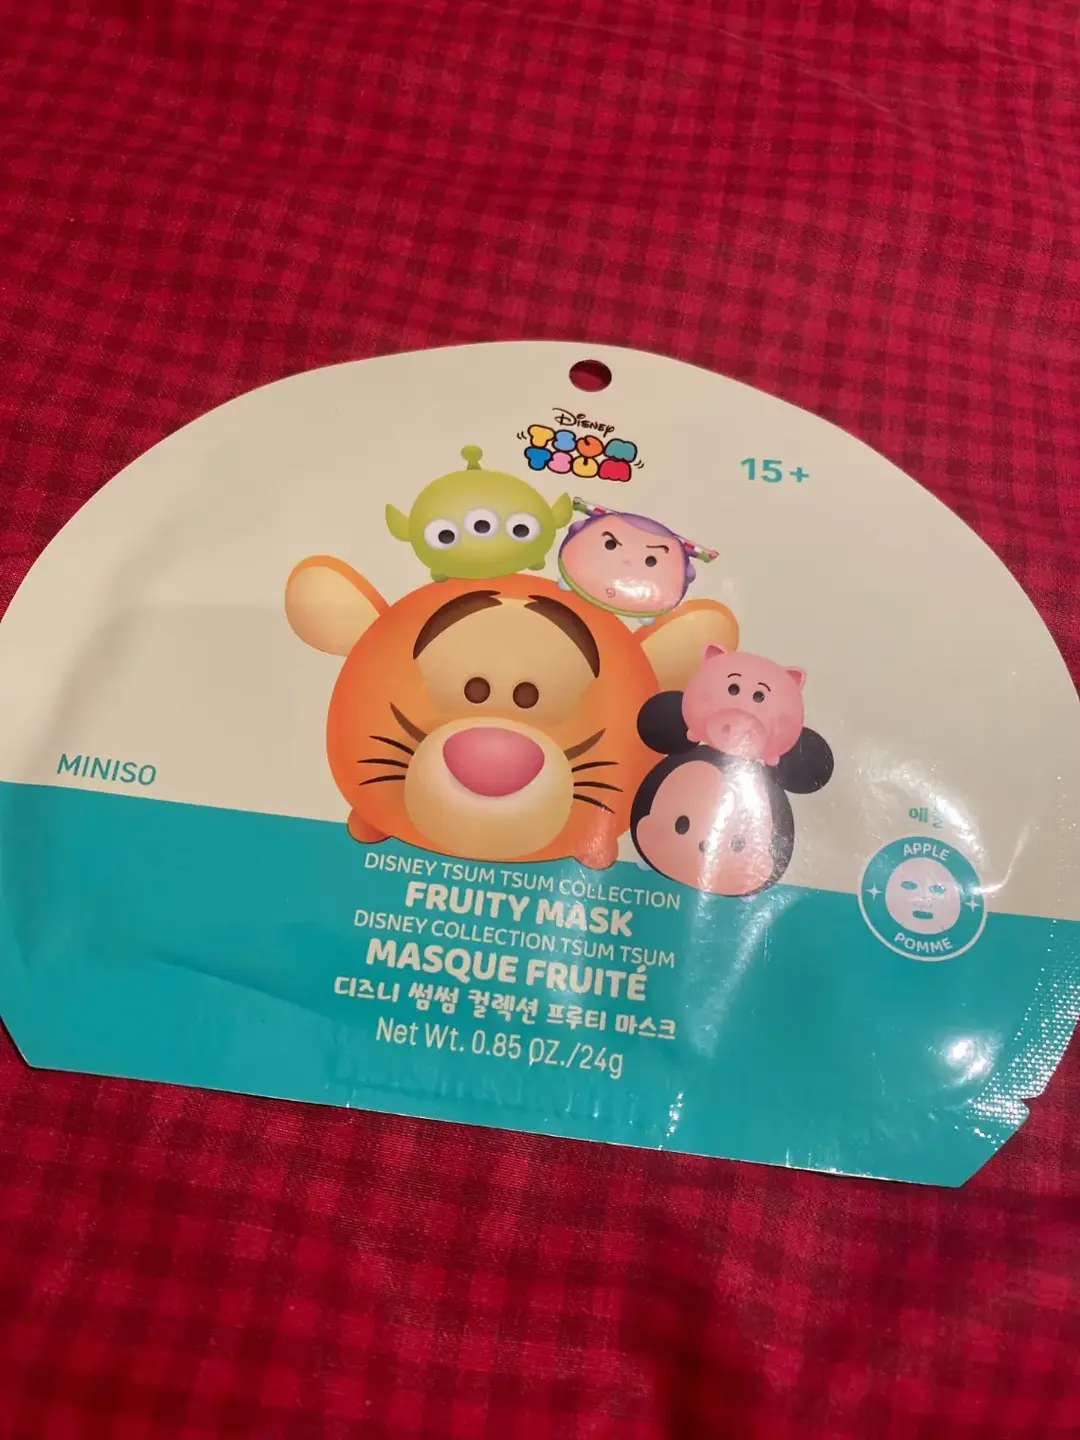 Disney
TSUM
TSUM
15+
MINISO
DISNEY TSUM TSUM COLLECTION
FRUITY MASK
DISNEY COLLECTION TSUM TSUM
MASQUE FRUITÉ
디즈니 썸썸 컬렉션 프루티 마스크
Net Wt. 0.85 OZ./24g
APPLE
POMME